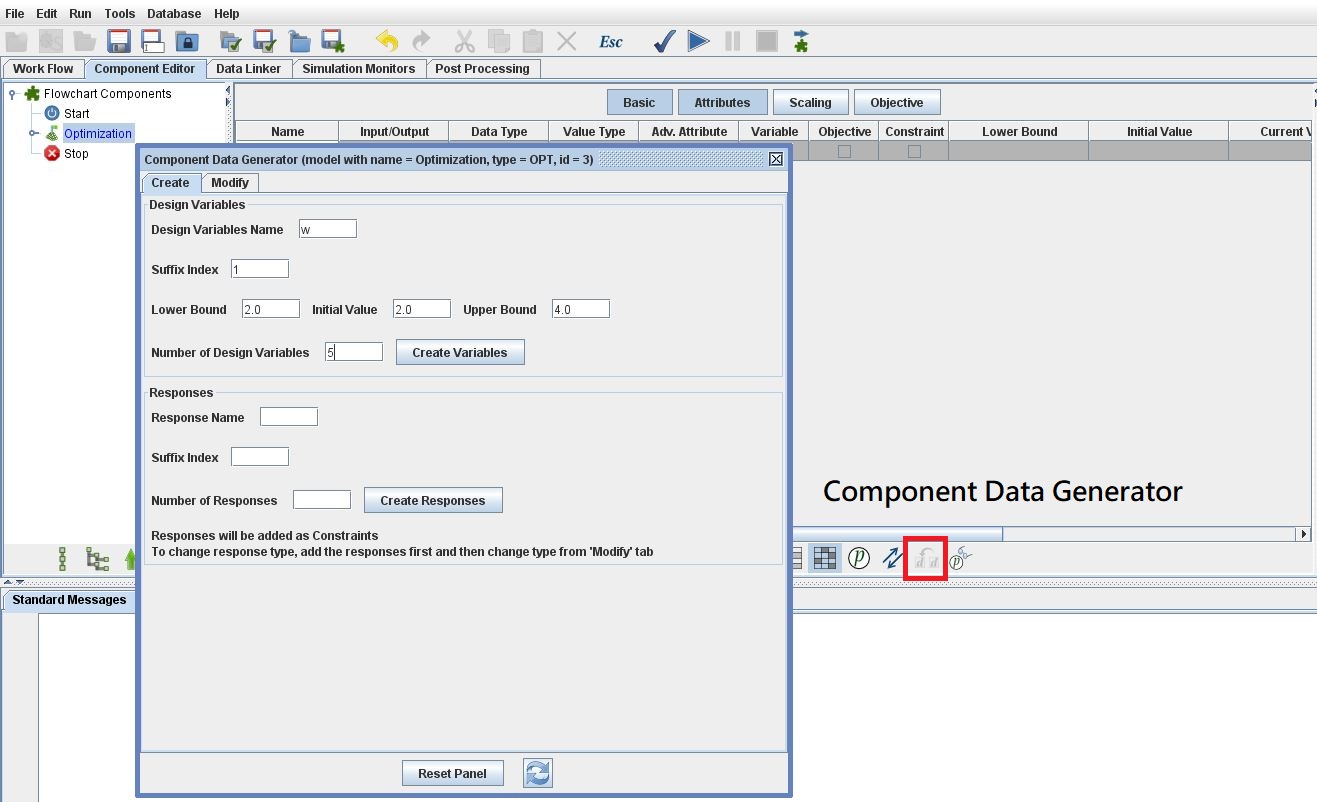 File Edit Run Tools Database Help
Esc
Work Flow Component Editor Data Linker Simulation Monitors Post Processing
Flowchart Components
Start
Optimization
Stop
Basic Attributes Scaling Objective
Name Input/Output Data Type Value Type Adv. Attribute Variable Objective Constraint Lower Bound Initial Value Current V
Component Data Generator (model with name = Optimization, type = OPT, id = 3)
Create Modify
Design Variables
Design Variables Name w
Suffix Index 1
Lower Bound 2.0 Initial Value 2.0 Upper Bound 4.0
Number of Design Variables 5 Create Variables
Responses
Response Name
Suffix Index
Number of Responses Create Responses
Responses will be added as Constraints
To change response type, add the responses first and then change type from 'Modify' tab
Reset Panel
Component Data Generator
p d d p
Standard Messages